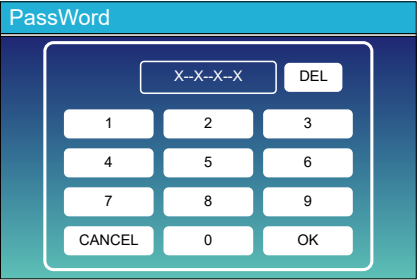 PassWord
X--X--X--X DEL
1 2 3
4 5 6
7 8 9
CANCEL 0 OK